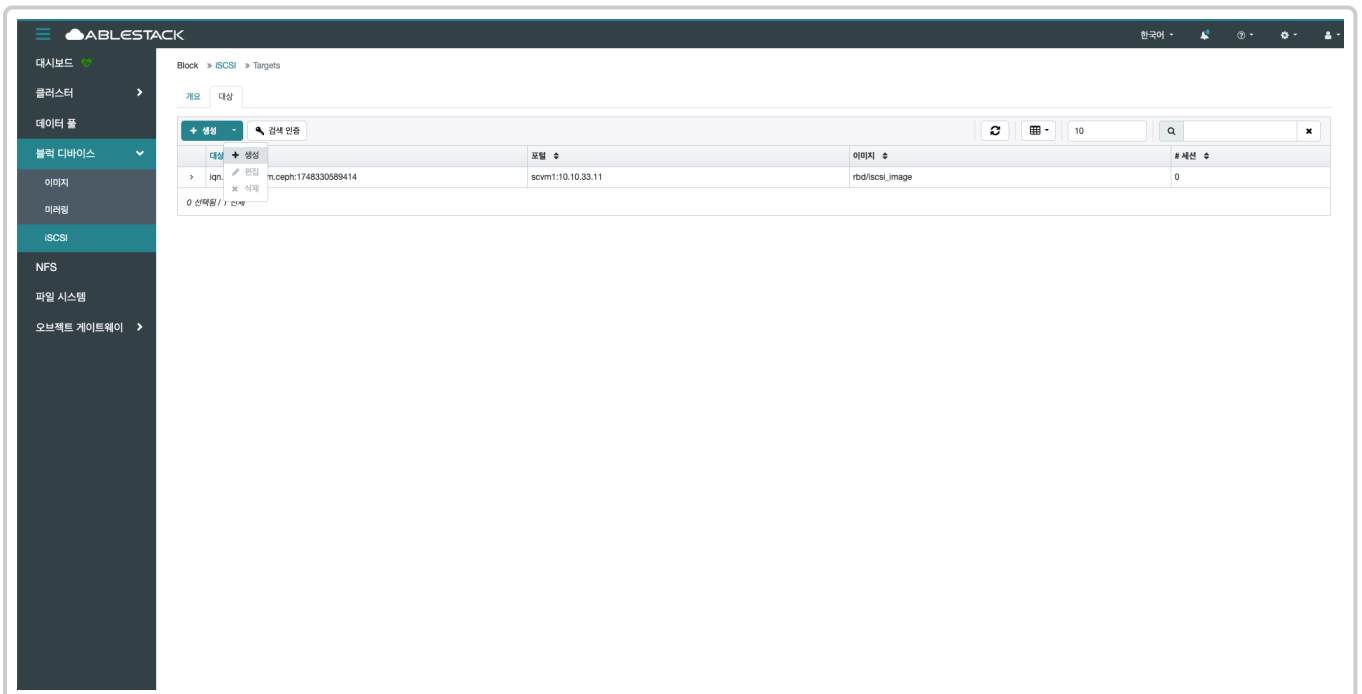 ABLESTACK
한국어
대시보드
클러스터
데이터 풀
블럭 디바이스
이미지
미러링
iSCSI
NFS
파일 시스템
오브젝트 게이트웨이
Block » iSCSI » Targets
개요 대상
생성 검색 인증 10
포털 이미지 # 세션
생성
편집
삭제
scvm1:10.10.33.11 rbd/iscsi_image 0
0 선택됨 / 1 전체